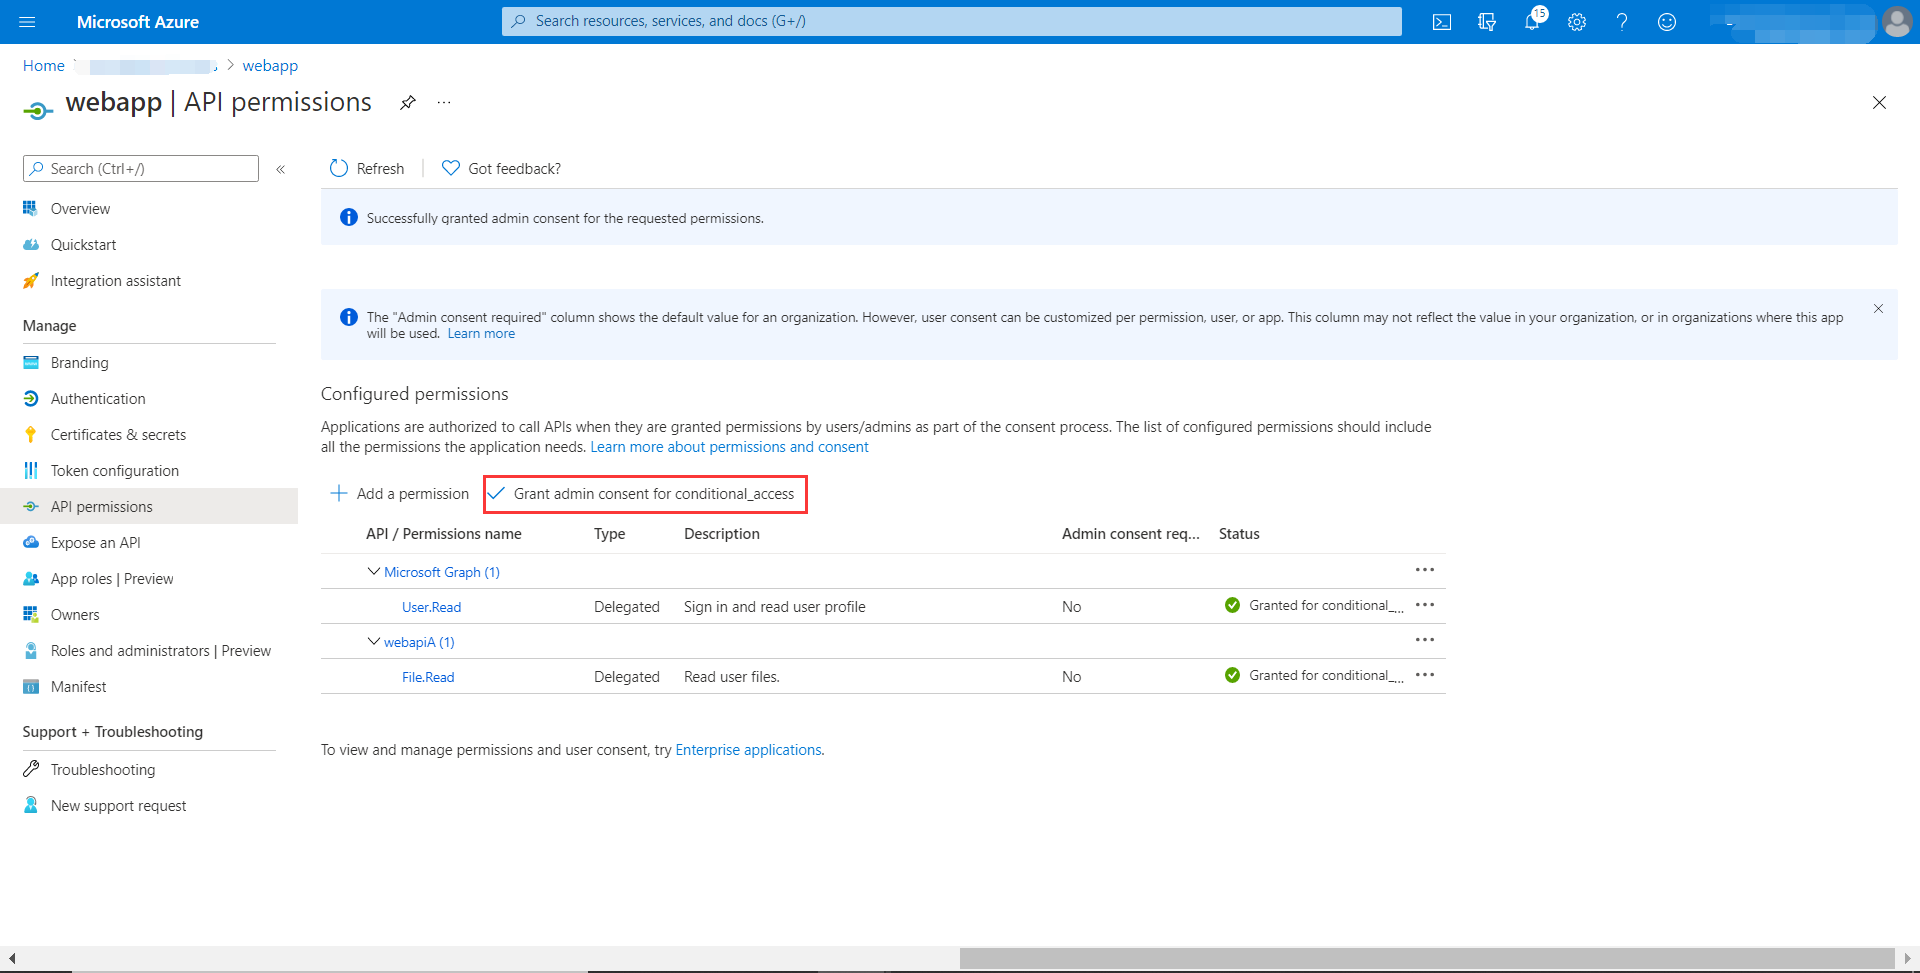 Microsoft Azure
Search resources, services, and docs (G+/)
15
Home > webapp
webapp | API permissions
Search (Ctrl+/)
«
Refresh
Got feedback?
Overview
Successfully granted admin consent for the requested permissions.
Quickstart
Integration assistant
The "Admin consent required" column shows the default value for an organization. However, user consent can be customized per permission, user, or app. This column may not reflect the value in your organization, or in organizations where this app
will be used. Learn more
Manage
Branding
Authentication
Certificates & secrets
Token configuration
API permissions
Expose an API
App roles | Preview
Owners
Roles and administrators | Preview
Manifest
Support + Troubleshooting
Troubleshooting
New support request
Configured permissions
Applications are authorized to call APIs when they are granted permissions by users/admins as part of the consent process. The list of configured permissions should include
all the permissions the application needs. Learn more about permissions and consent
Add a permission
Grant admin consent for conditional_access
API / Permissions name Type Description Admin consent req... Status
Microsoft Graph (1)
User.Read Delegated Sign in and read user profile No Granted for conditional_...
webapiA (1)
File.Read Delegated Read user files. No Granted for conditional_...
To view and manage permissions and user consent, try Enterprise applications.